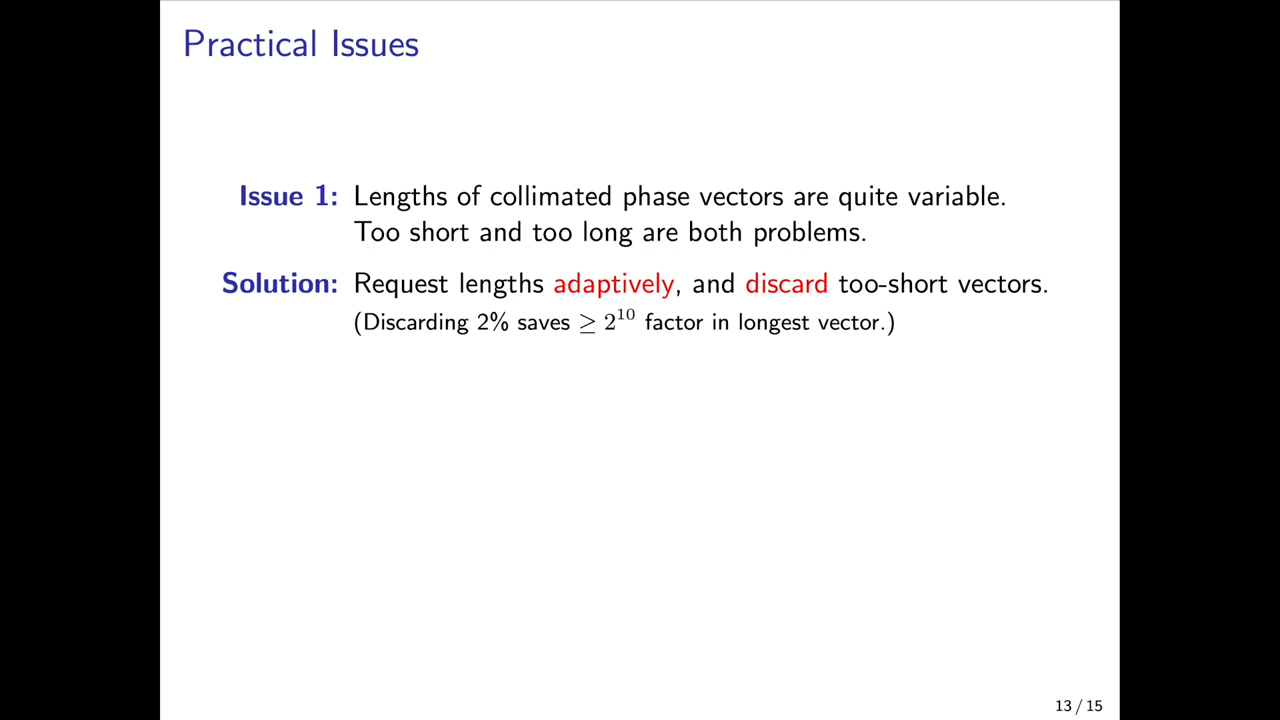 Practical Issues
Issue 1: Lengths of collimated phase vectors are quite variable.
Too short and too long are both problems.
Solution: Request lengths adaptively, and discard too-short vectors.
(Discarding 2% saves ≥ 2¹⁰ factor in longest vector.)
13 / 15